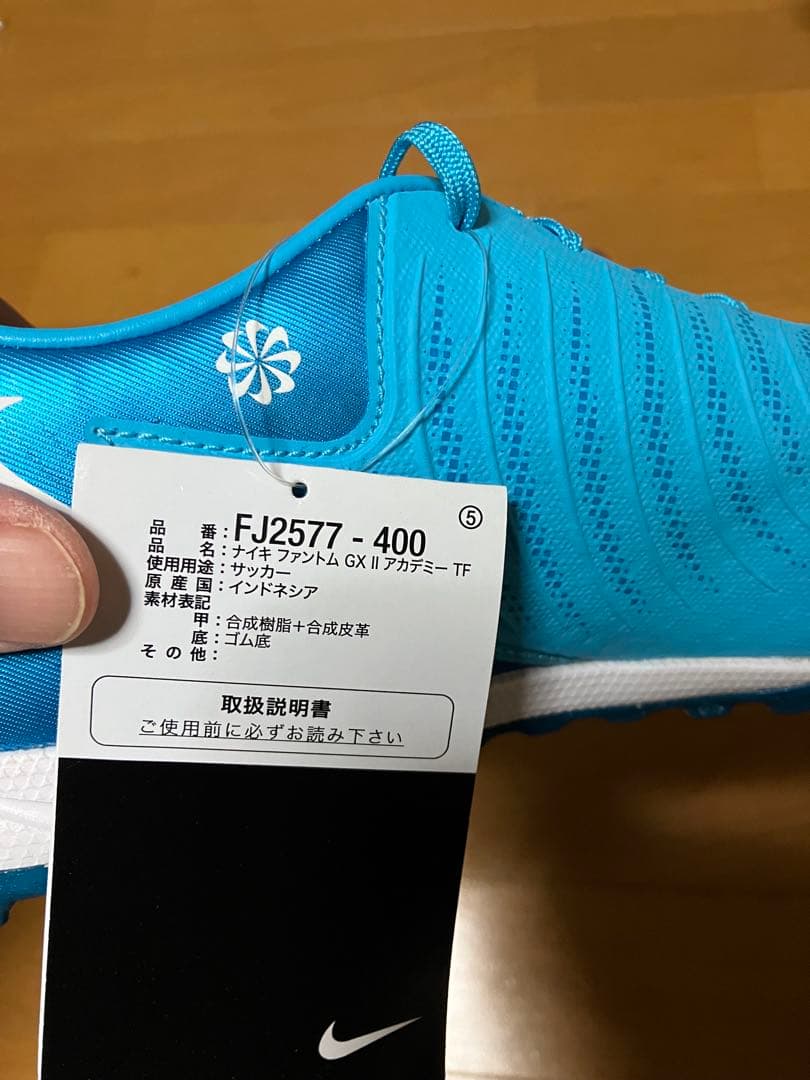 ⑤
品番：FJ2577 - 400
品名：ナイキ ファントム GX II アカデミー TF
使用用途：サッカー
原産国：インドネシア
素材表記
甲：合成樹脂＋合成皮革
底：ゴム底
その他：
取扱説明書
ご使用前に必ずお読み下さい